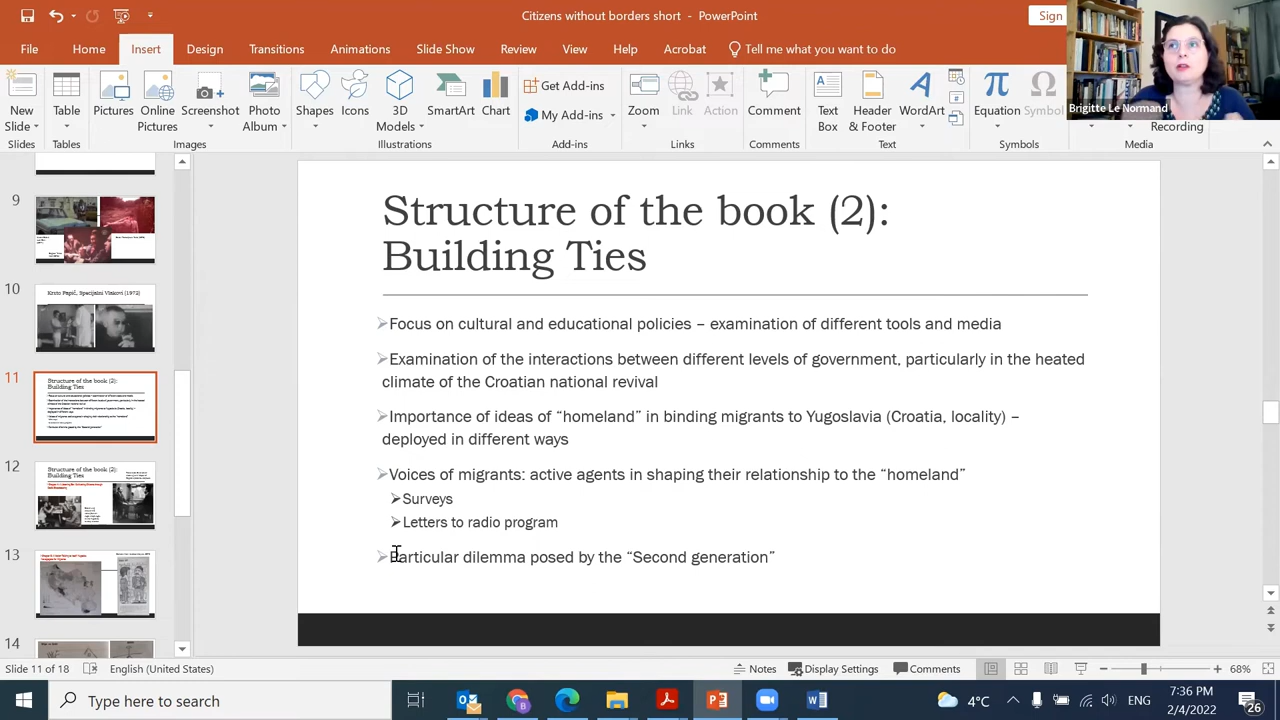 Citizens without borders short - PowerPoint
Sign
File Home Insert Design Transitions Animations Slide Show Review View Help Acrobat Tell me what you want to do
New Slide
Table
Pictures
Online Pictures
Screenshot
Photo Album
Shapes
Icons
3D Models
SmartArt
Chart
Get Add-ins
My Add-ins
Zoom
Link
Action
Comment
Text Box
Header & Footer
WordArt
Equation
Symbol
Recording
Slides Tables Images Illustrations Add-ins Links Comments Text Symbols Media
Brigitte Le Normand
9
10
Krsto Papić, Specijalni Vlakovi (1972)
11
Structure of the book (2):
Building Ties
12
Structure of the book (2):
Building Ties
13
14
Structure of the book (2):
Building Ties
Focus on cultural and educational policies – examination of different tools and media
Examination of the interactions between different levels of government, particularly in the heated
climate of the Croatian national revival
Importance of ideas of “homeland” in binding migrants to Yugoslavia (Croatia, locality) –
deployed in different ways
Voices of migrants: active agents in shaping their relationship to the “homeland”
Surveys
Letters to radio program
Particular dilemma posed by the “Second generation”
Slide 11 of 18 English (United States) Notes Display Settings Comments 68%
Type here to search
4°C ENG
7:36 PM
2/4/2022
26